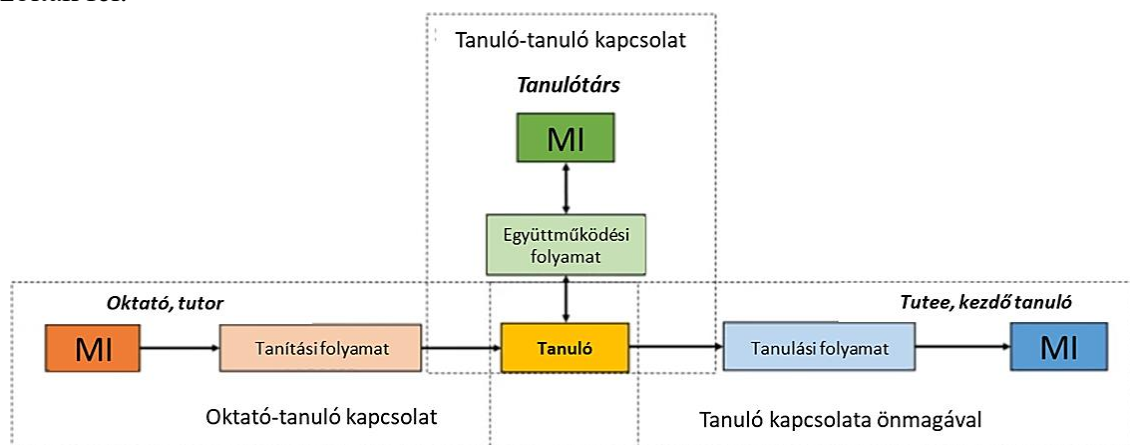 Tanuló-tanuló kapcsolat
Tanulótárs
MI
Együttműködési
folyamat
Oktató, tutor
Tutee, kezdő tanuló
MI
Tanítási folyamat
Tanuló
Tanulási folyamat
MI
Oktató-tanuló kapcsolat
Tanuló kapcsolata önmagával